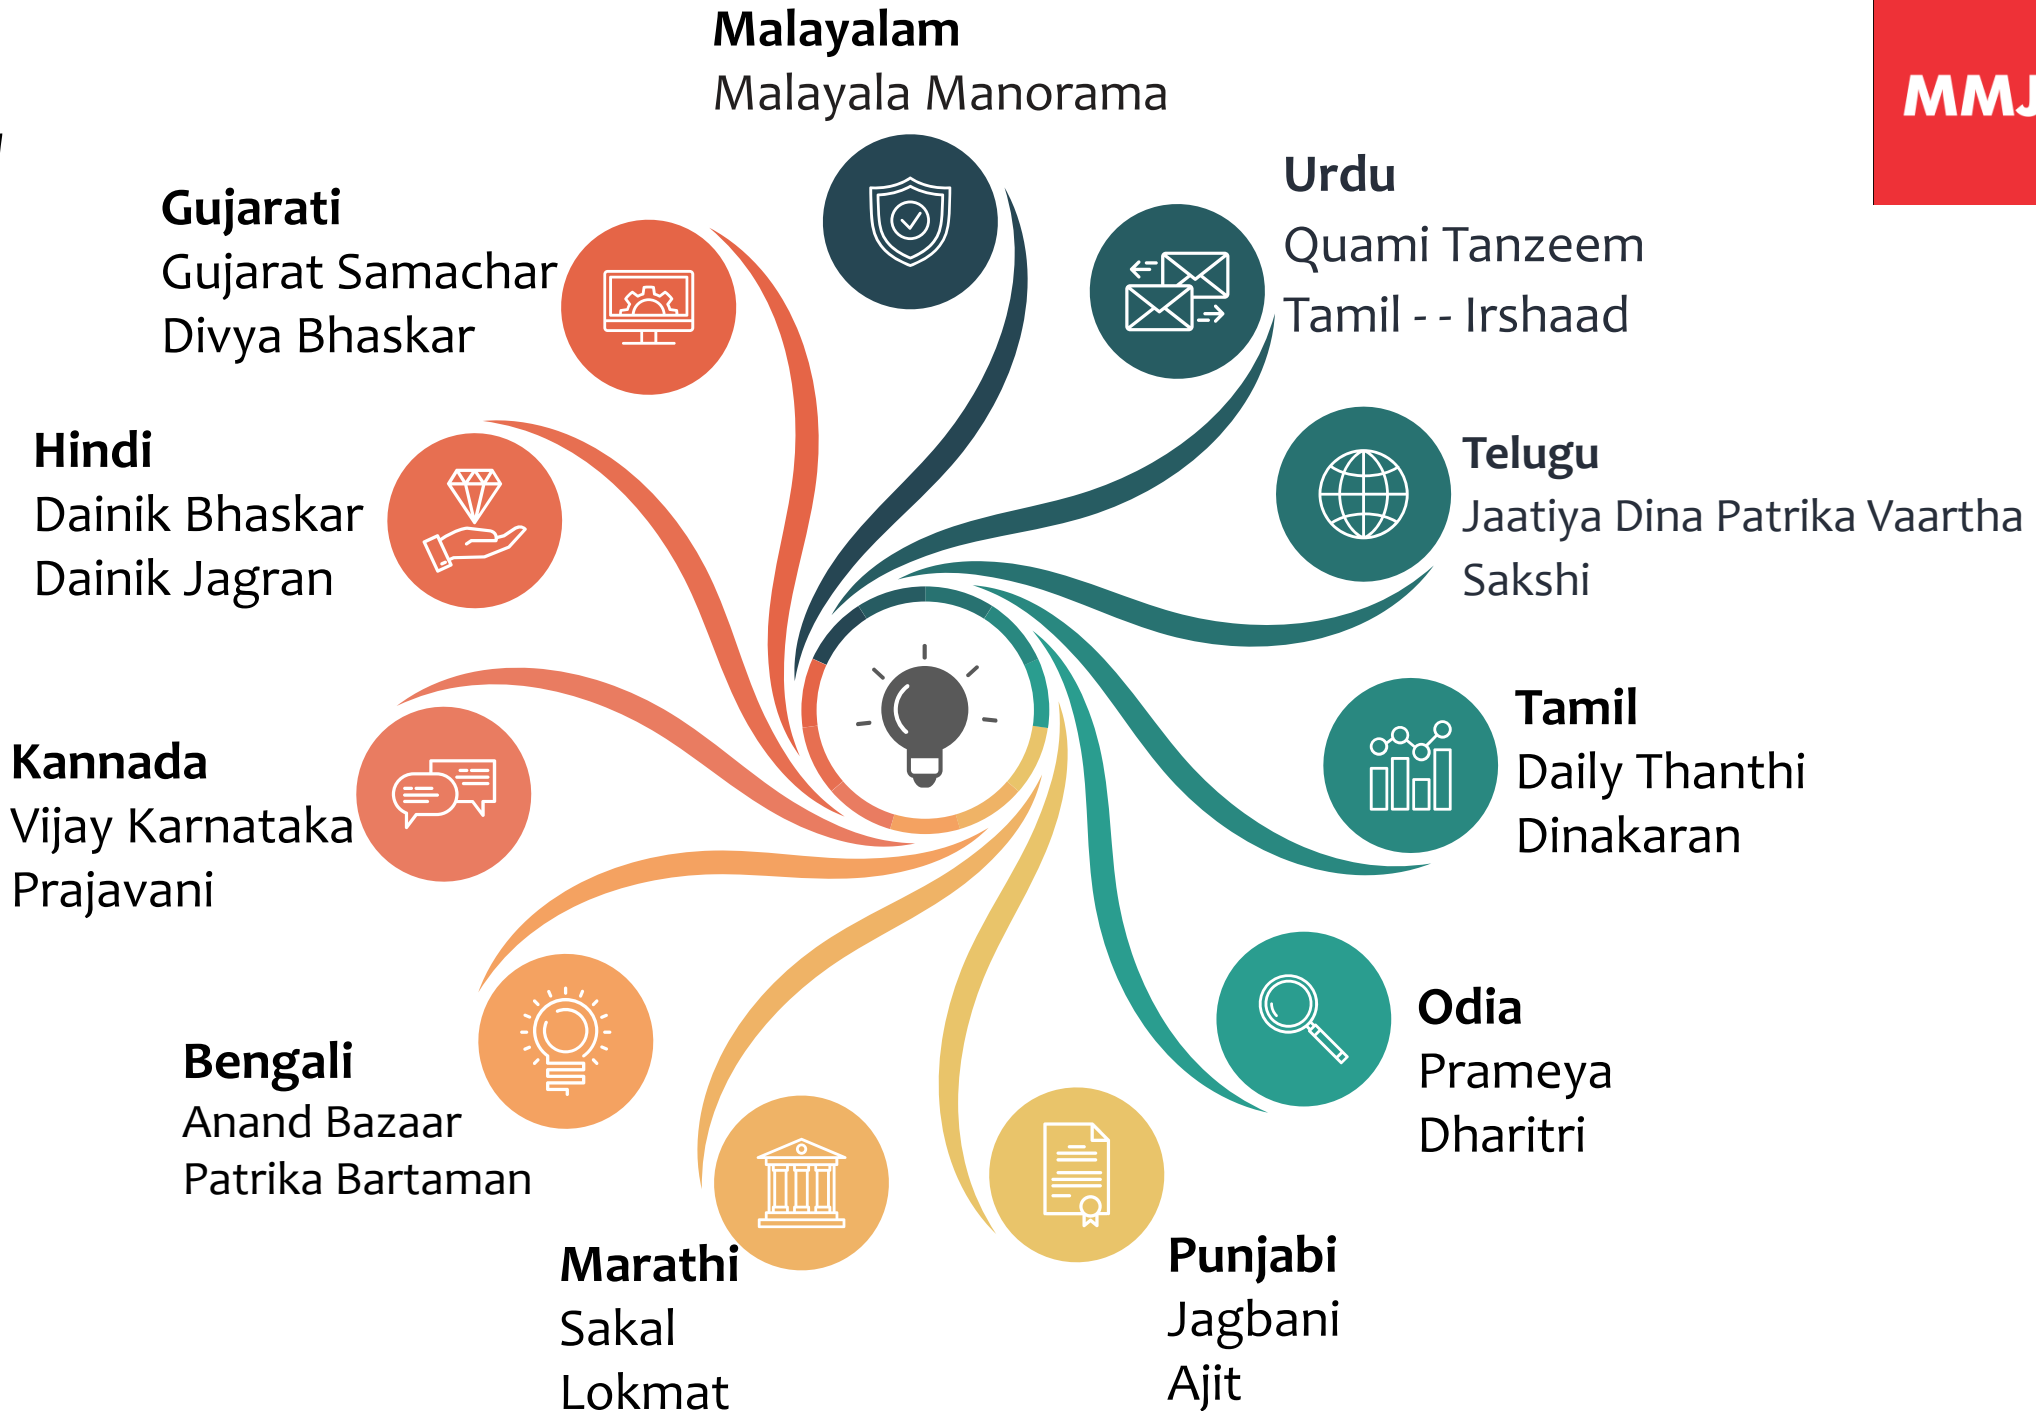 Malayalam
Malayala Manorama
MMJ
Urdu
Quami Tanzeem
Tamil - - Irshaad
Gujarati
Gujarat Samachar
Divya Bhaskar
Telugu
Jaatiya Dina Patrika Vaartha
Sakshi
Hindi
Dainik Bhaskar
Dainik Jagran
Tamil
Daily Thanthi
Dinakaran
Kannada
Vijay Karnataka
Prajavani
Odia
Prameya
Dharitri
Bengali
Anand Bazaar
Patrika Bartaman
Marathi
Sakal
Lokmat
Punjabi
Jagbani
Ajit